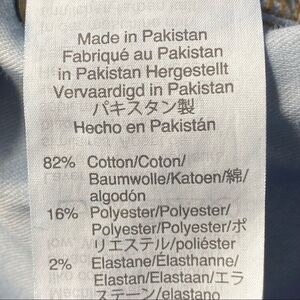 Made in Pakistan
Fabriqué au Pakistan
in Pakistan Hergestellt
Vervaardigd in Pakistan
パキスタン製
Hecho en Pakistán
82% Cotton/Coton/
Baumwolle/Katoen/綿/
algodón
16% Polyester/Polyester/
Polyester/Polyester/ポ
リエステル/poliéster
2% Elastane/Élasthanne/
Elastan/Elastaan/エラ
ステーン/elastano